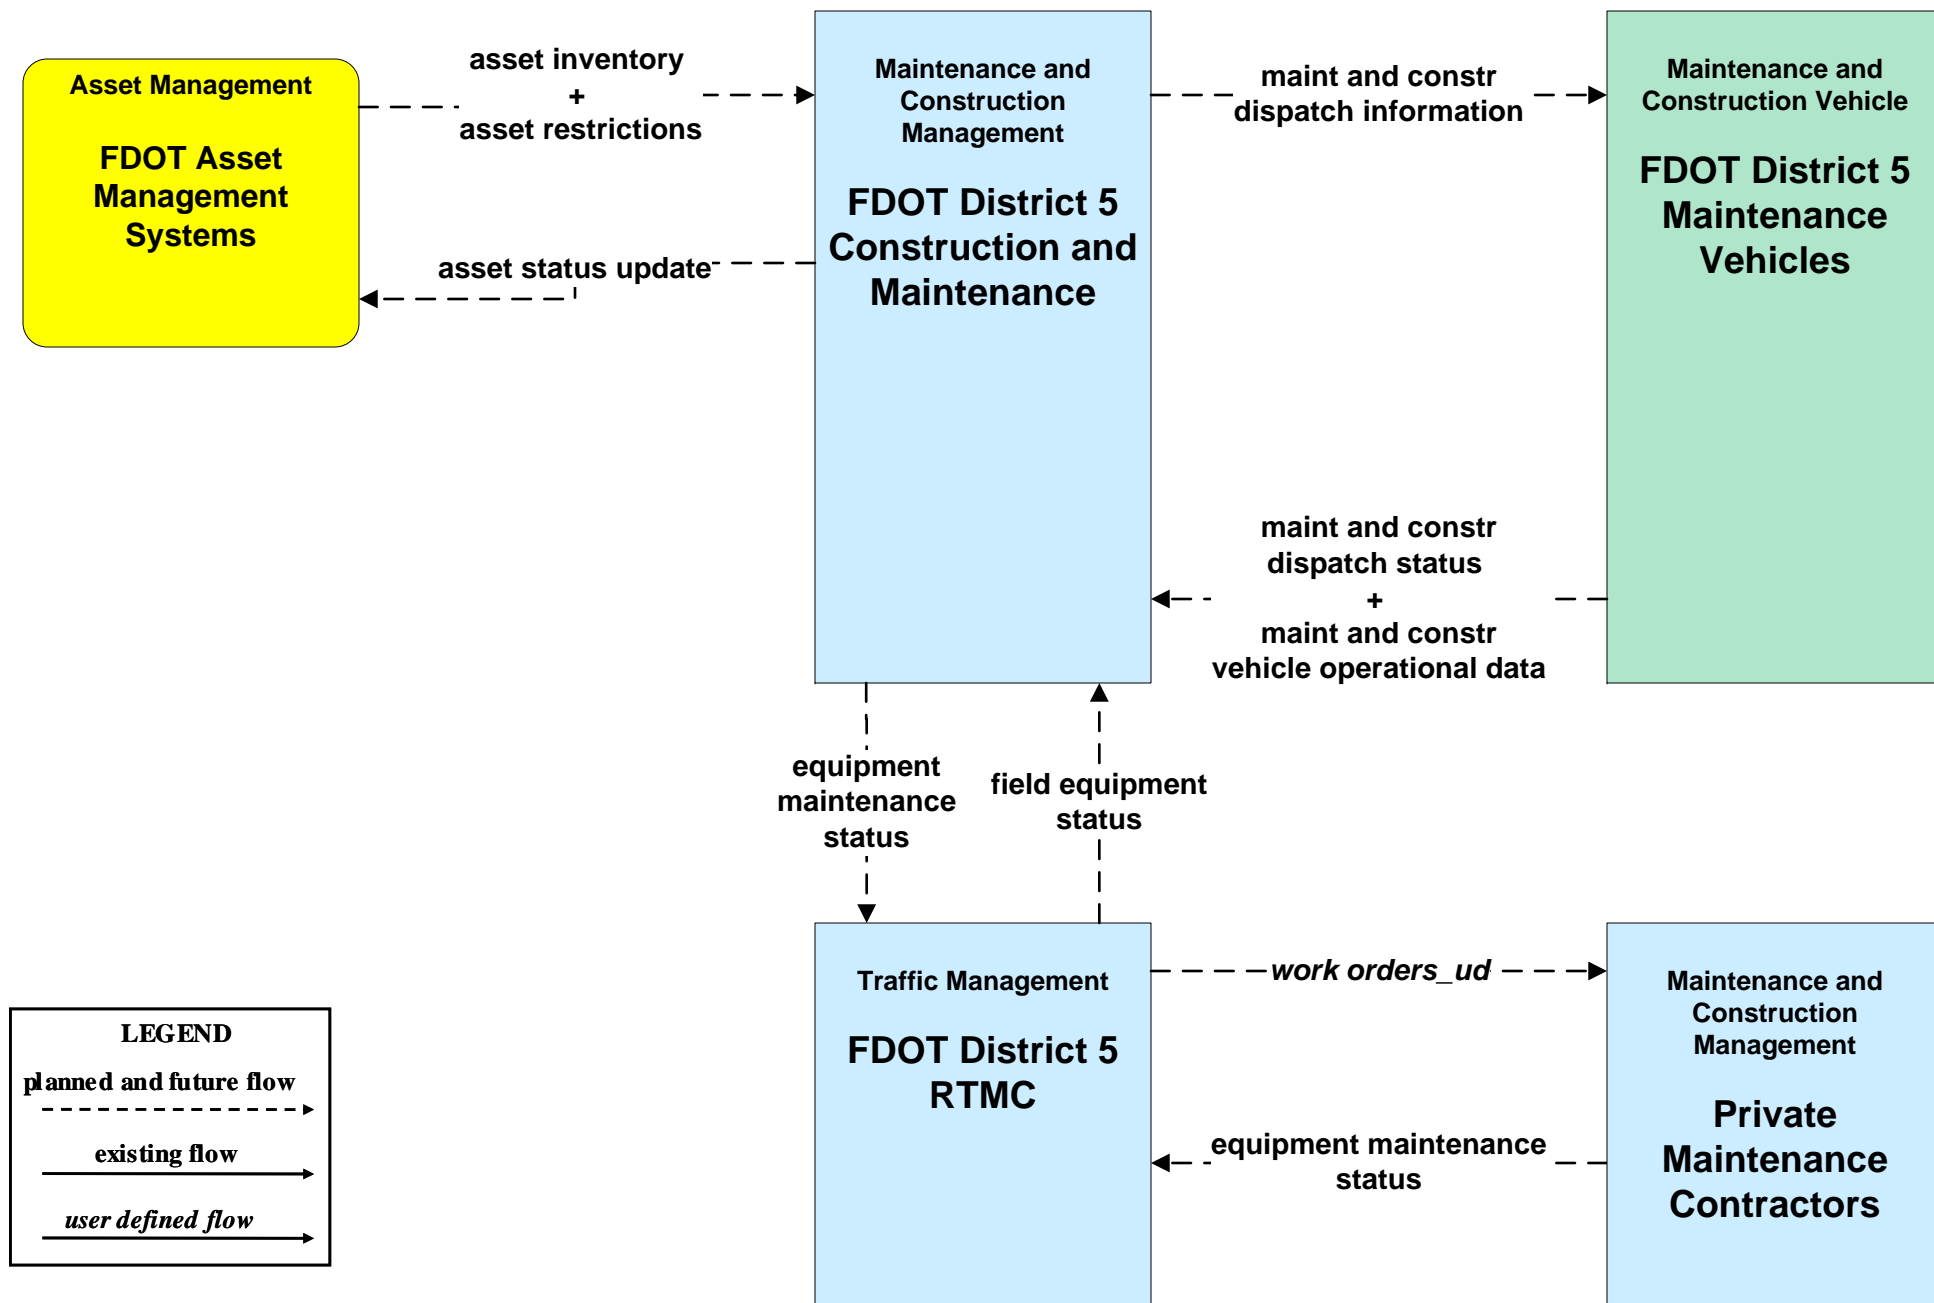 Asset Management
FDOT Asset
Management
Systems
asset inventory
+
asset restrictions
asset status update
Maintenance and
Construction
Management
FDOT District 5
Construction and
Maintenance
maint and constr
dispatch information
Maintenance and
Construction Vehicle
FDOT District 5
Maintenance
Vehicles
maint and constr
dispatch status
+
maint and constr
vehicle operational data
equipment
maintenance
status
field equipment
status
Traffic Management
FDOT District 5
RTMC
work orders_ud
equipment maintenance
status
Maintenance and
Construction
Management
Private
Maintenance
Contractors
LEGEND
planned and future flow
existing flow
user defined flow